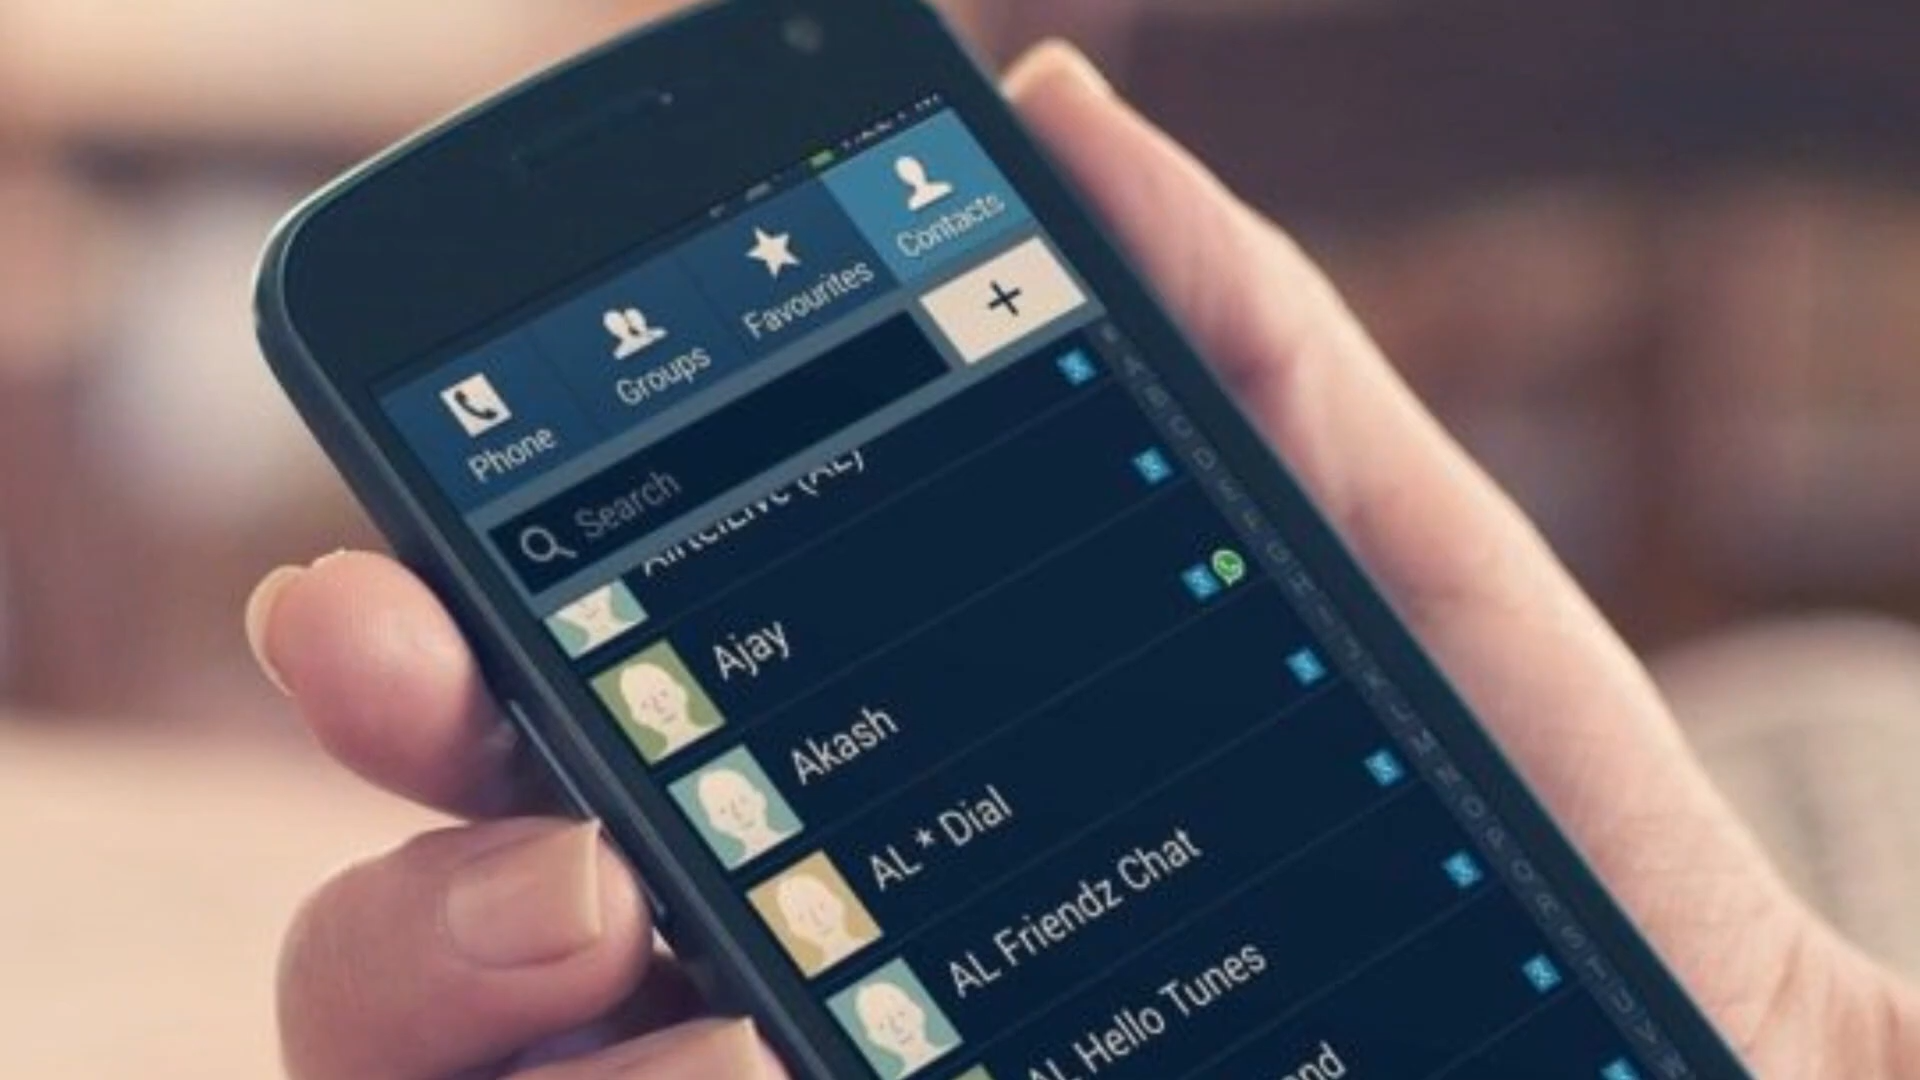 Phone
Groups
Favourites
Contacts
Search
+
Ajay
Akash
AL * Dial
AL Friendz Chat
AL Hello Tunes